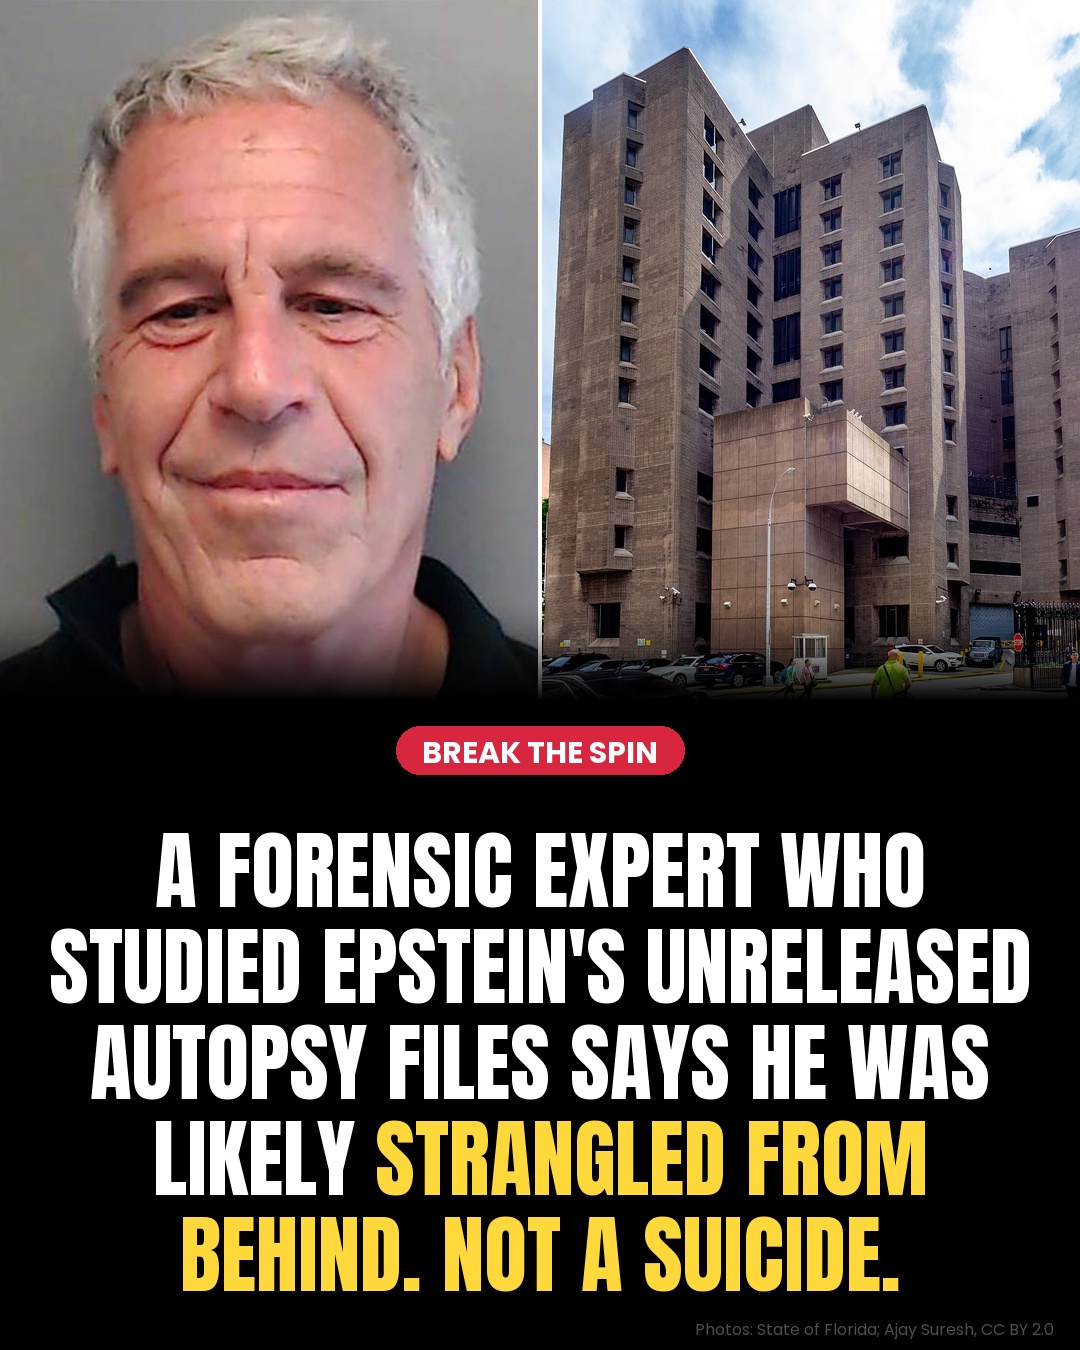 BREAK THE SPIN
A FORENSIC EXPERT WHO
STUDIED EPSTEIN'S UNRELEASED
AUTOPSY FILES SAYS HE WAS
LIKELY STRANGLED FROM
BEHIND. NOT A SUICIDE.
Photos: State of Florida; Ajay Suresh, CC BY 2.0